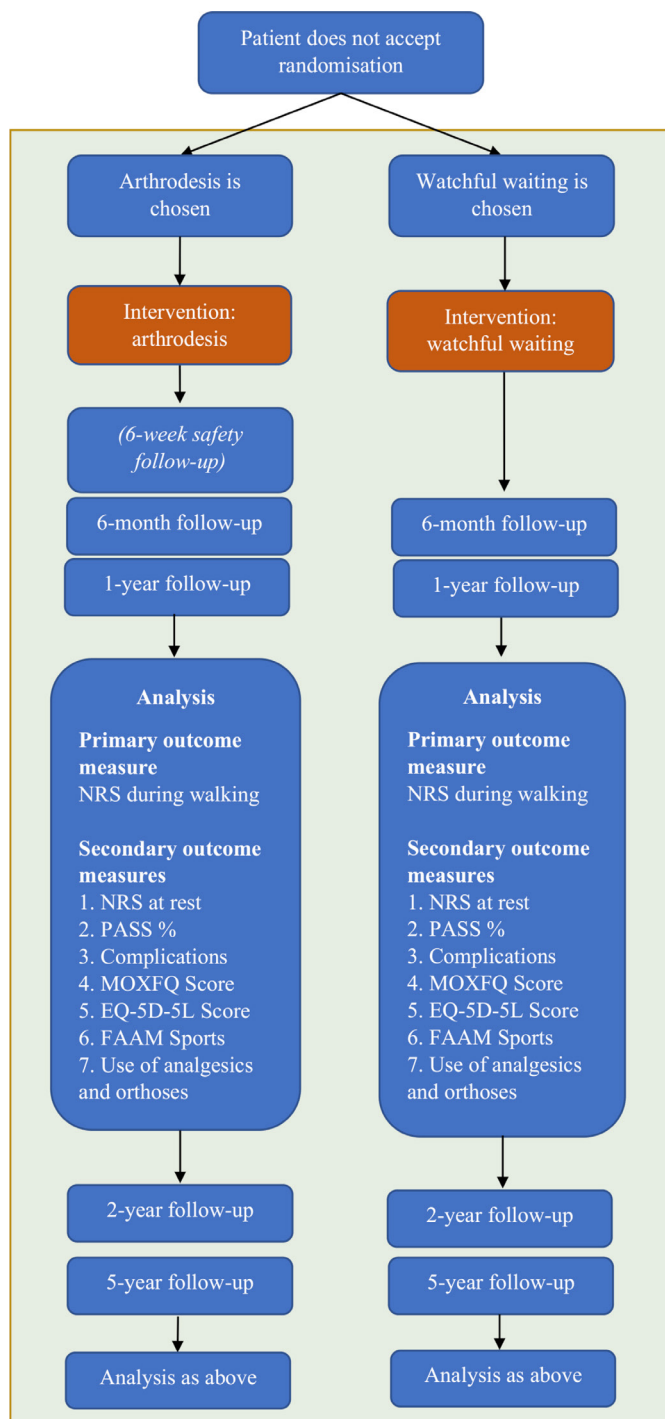 Patient does not accept
randomisation
Arthrodesis is
chosen
Intervention:
arthrodesis
(6-week safety
follow-up)
6-month follow-up
1-year follow-up
Analysis
Primary outcome
measure
NRS during walking
Secondary outcome
measures
1. NRS at rest
2. PASS %
3. Complications
4. MOXFQ Score
5. EQ-5D-5L Score
6. FAAM Sports
7. Use of analgesics
and orthoses
2-year follow-up
5-year follow-up
Analysis as above
Watchful waiting is
chosen
Intervention:
watchful waiting
6-month follow-up
1-year follow-up
Analysis
Primary outcome
measure
NRS during walking
Secondary outcome
measures
1. NRS at rest
2. PASS %
3. Complications
4. MOXFQ Score
5. EQ-5D-5L Score
6. FAAM Sports
7. Use of analgesics
and orthoses
2-year follow-up
5-year follow-up
Analysis as above